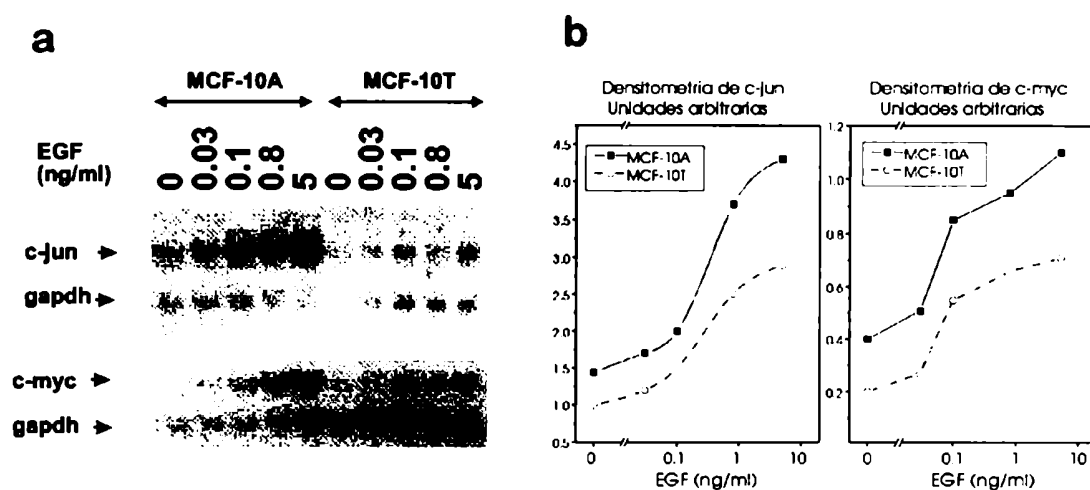 a
MCF-10A MCF-10T
EGF
(ng/ml)
0 0.03 0.1 0.8 5 0 0.03 0.1 0.8 5
c-jun
gapdh
c-myc
gapdh
b
Densitometria de c-jun
Unidades arbitrarias
MCF-10A
MCF-10T
4.5
4.0
3.5
3.0
2.5
2.0
1.5
1.0
0.5
0 0.1 1 10
EGF (ng/ml)
Densitometria de c-myc
Unidades arbitrarias
MCF-10A
MCF-10T
1.2
1.0
0.8
0.6
0.4
0.2
0 0.1 1 10
EGF (ng/ml)